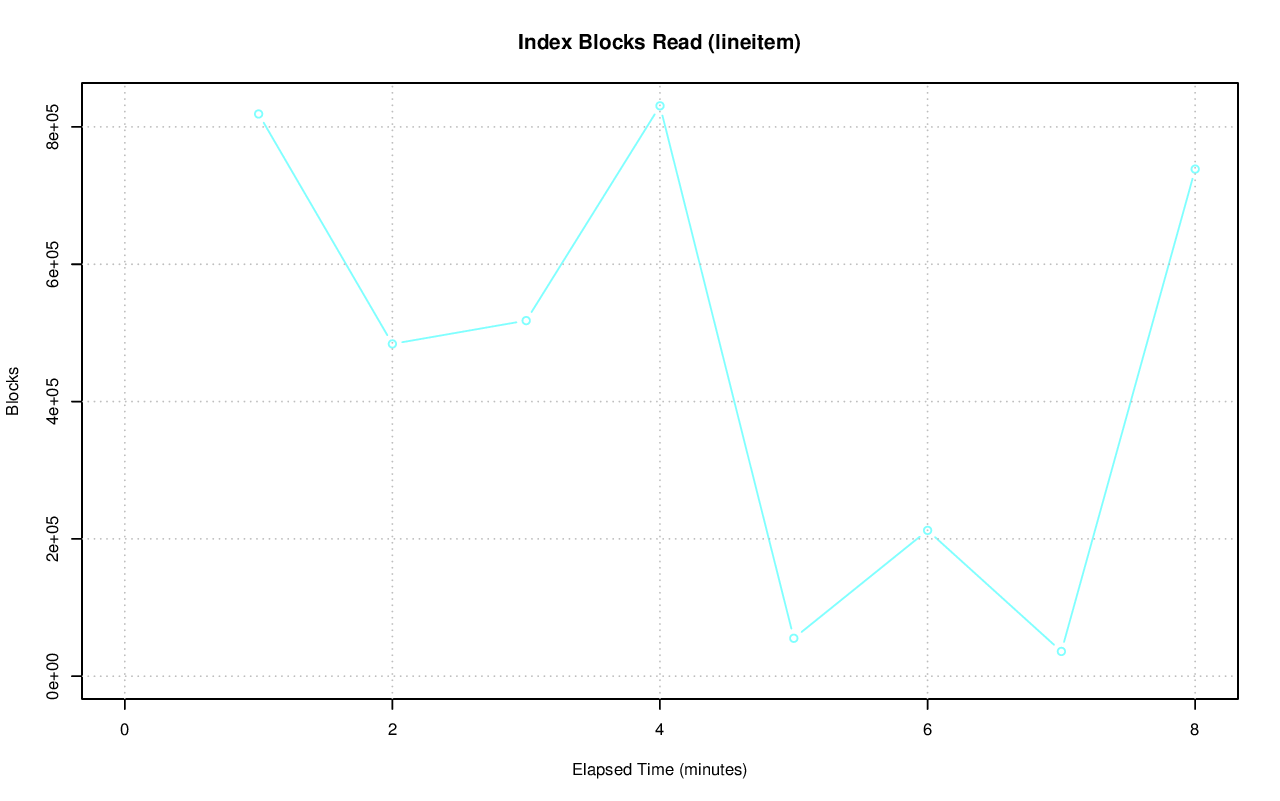 Index Blocks Read (lineitem)
8e+05
6e+05
4e+05
2e+05
0e+00
Blocks
0 2 4 6 8
Elapsed Time (minutes)